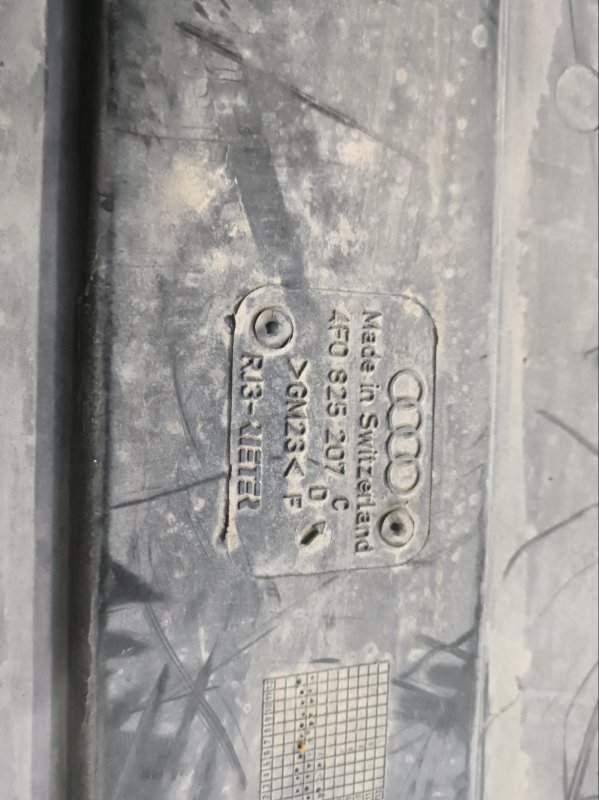 Made in Switzerland
4F0 825 207 C
D
>GM23< F
RJ3-RIETER